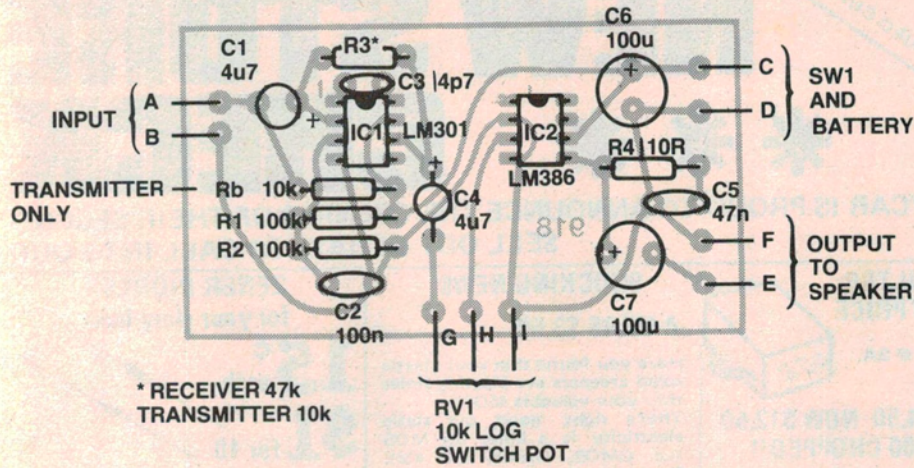 C1
4u7
R3*
C6
100u
C3 4p7
INPUT
A
B
IC1
LM301
IC2
LM386
C
D
SW1
AND
BATTERY
R4 10R
TRANSMITTER
ONLY
Rb 10k
R1 100k
R2 100k
C4
4u7
918
C5
47n
F
E
OUTPUT
TO
SPEAKER
C2
100n
C7
100u
G
H
I
* RECEIVER 47k
TRANSMITTER 10k
RV1
10k LOG
SWITCH POT